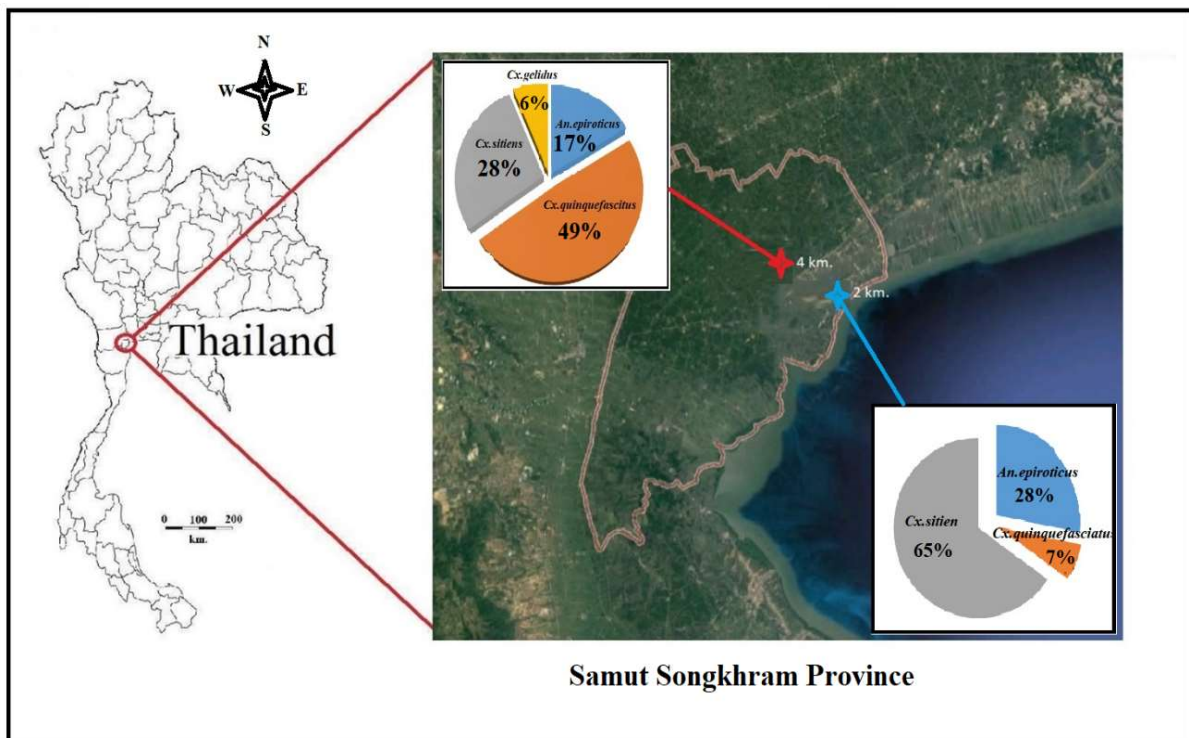 N
W E
S
Thailand
0 100 200
km.
Cx.gelidus
6%
An.epiroticus
17%
Cx.sitiens
28%
Cx.quinquefascitus
49%
4 km.
2 km.
An.epiroticus
28%
Cx.sitien
65%
Cx.quinquefasciatus
7%
Samut Songkhram Province